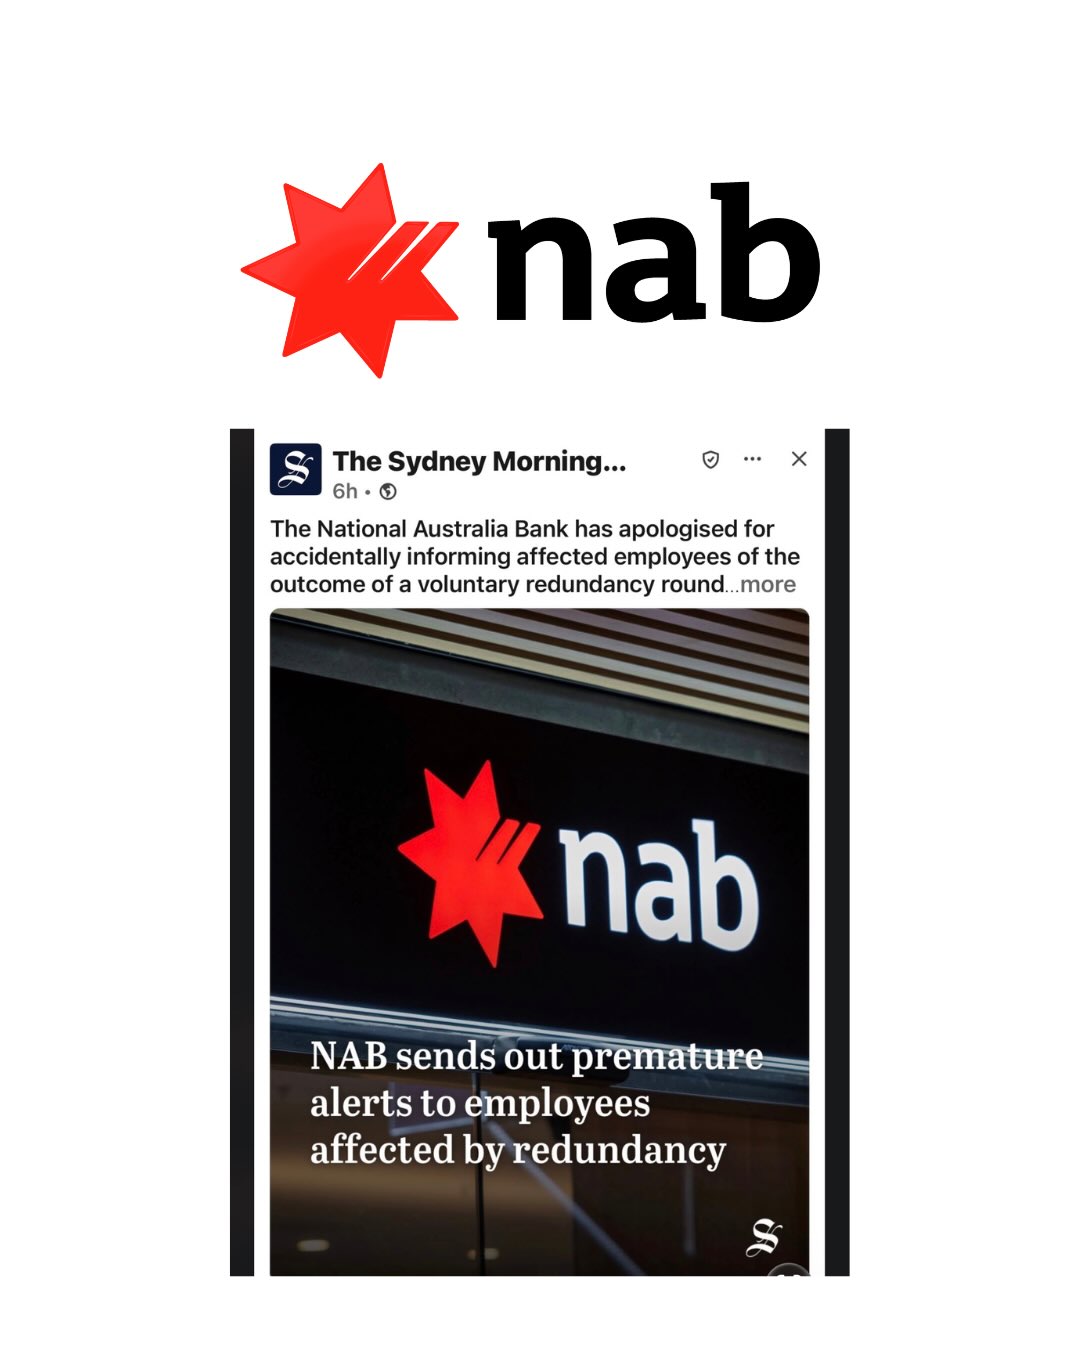 nab
The Sydney Morning...
6h •
The National Australia Bank has apologised for
accidentally informing affected employees of the
outcome of a voluntary redundancy round...more
nab
NAB sends out premature
alerts to employees
affected by redundancy